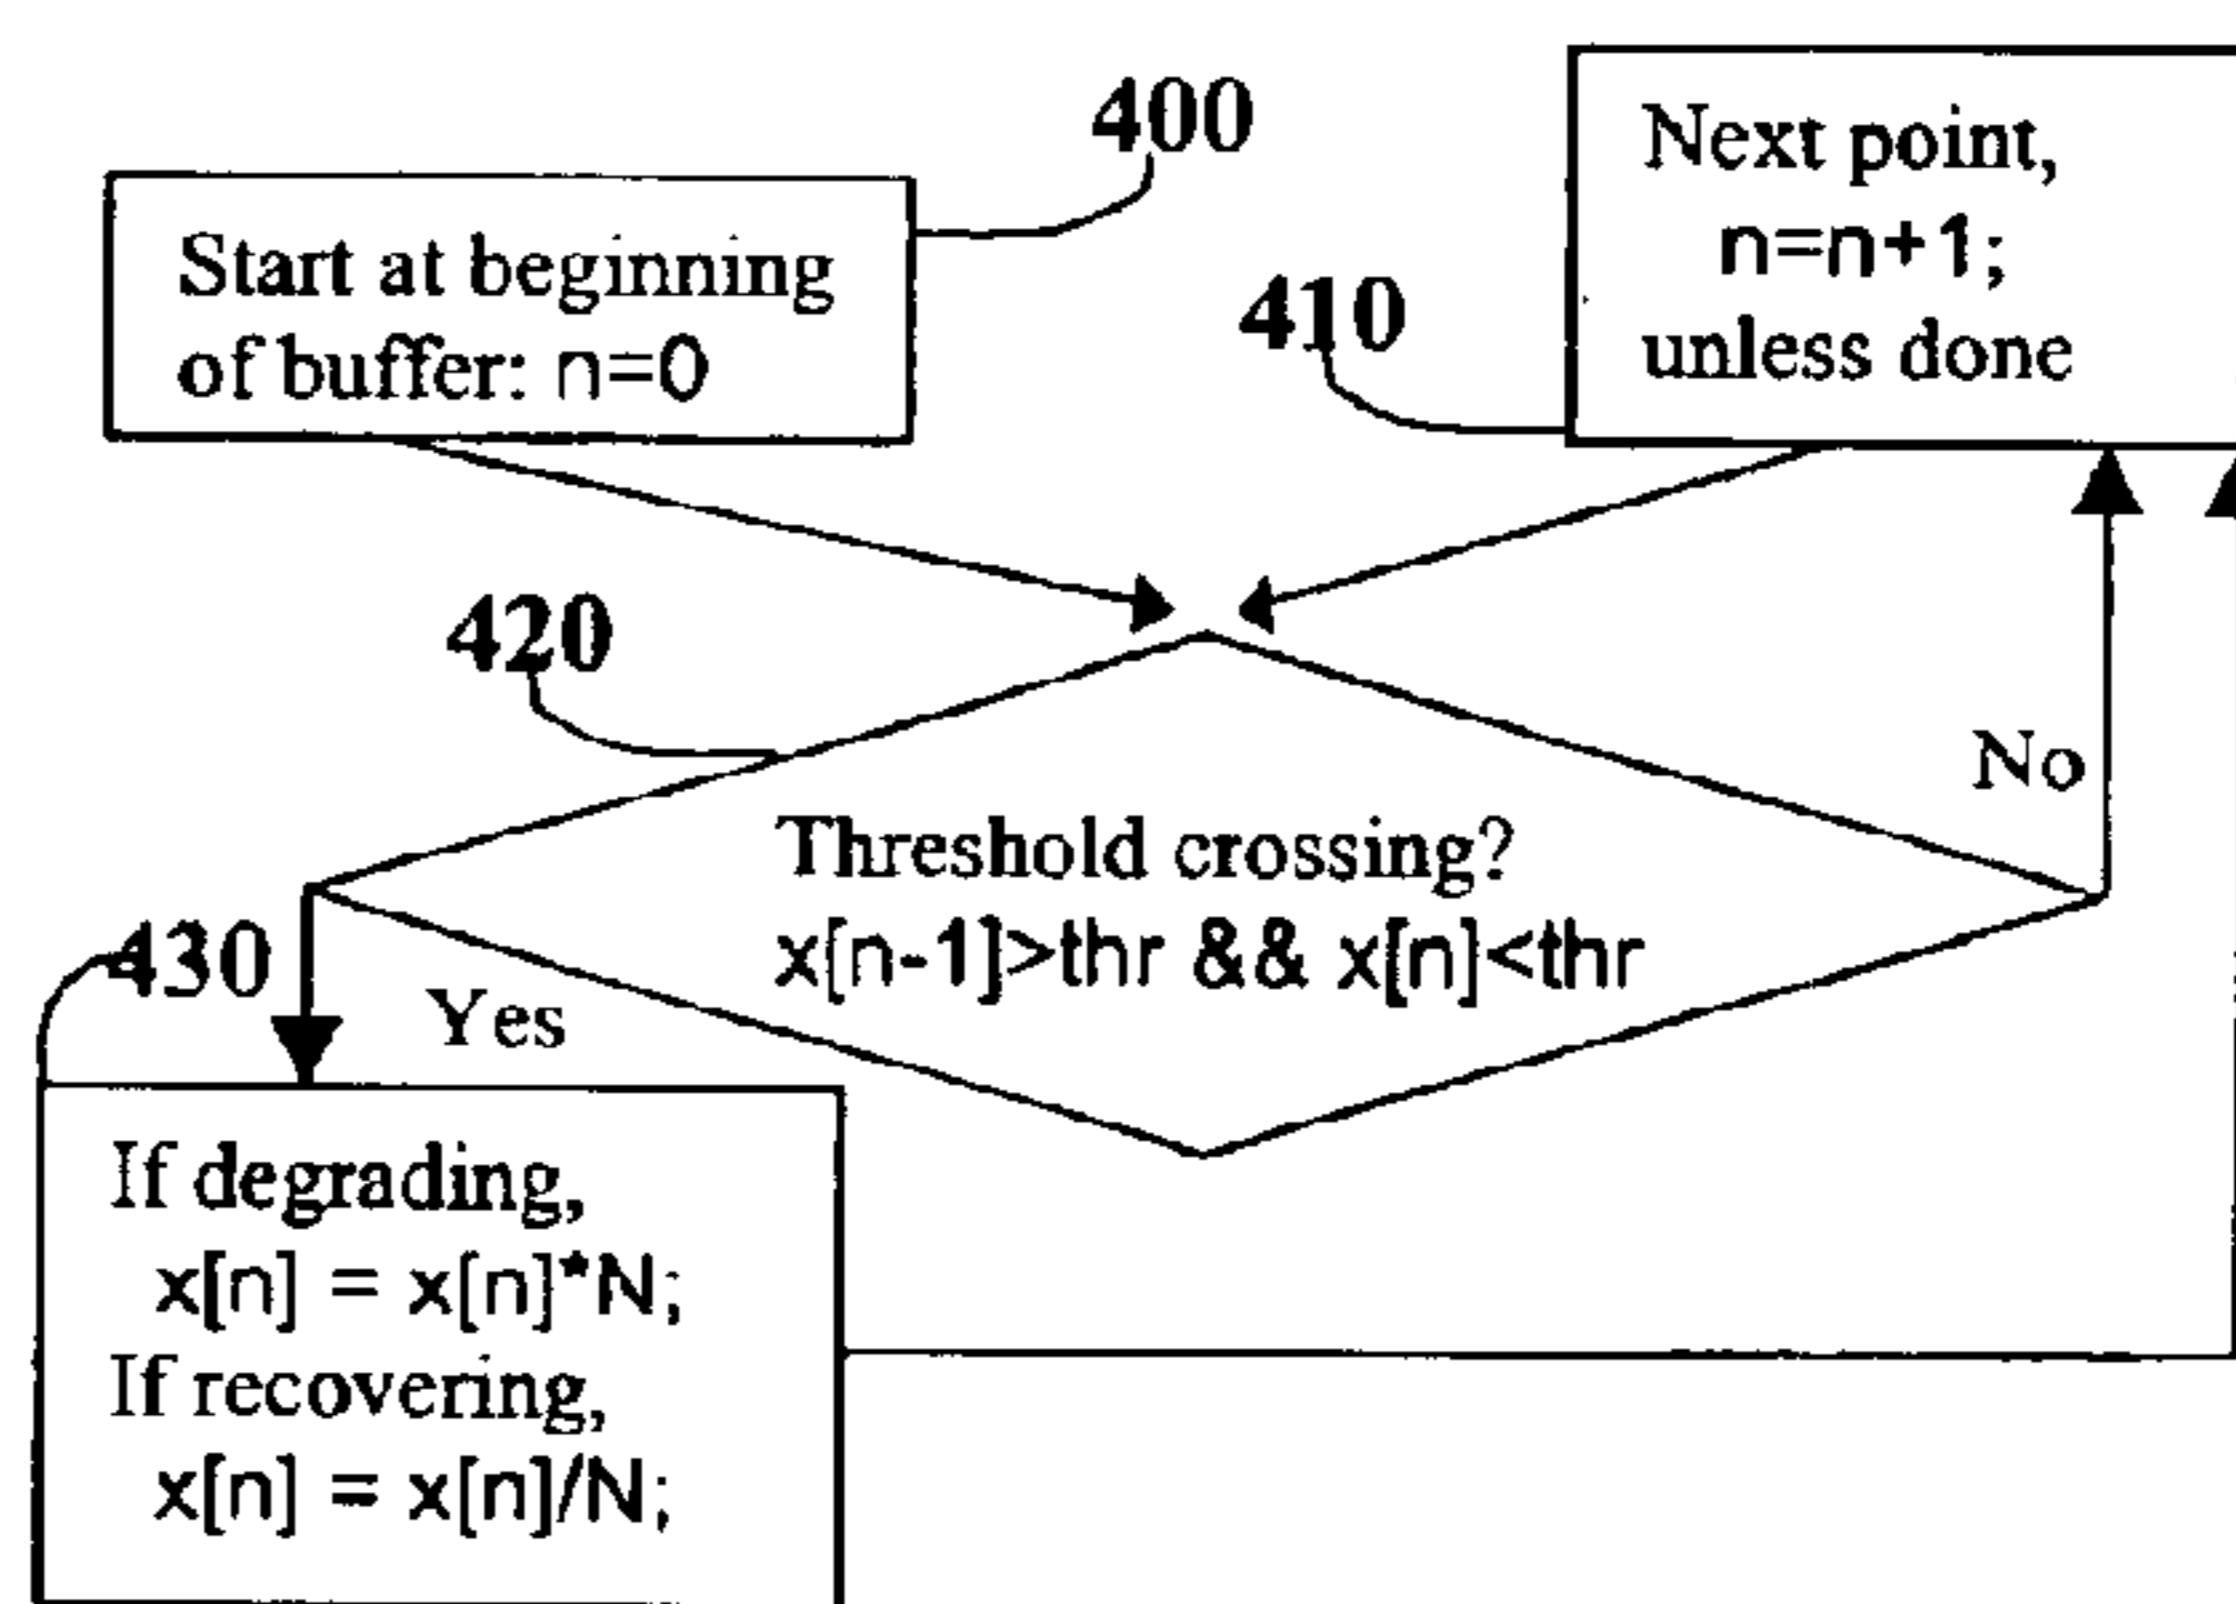 400
Start at beginning
of buffer: n=0
410
Next point,
n=n+1;
unless done
420
Threshold crossing?
x[n-1]>thr && x[n]<thr
No
430
Yes
If degrading,
x[n] = x[n]*N;
If recovering,
x[n] = x[n]/N;